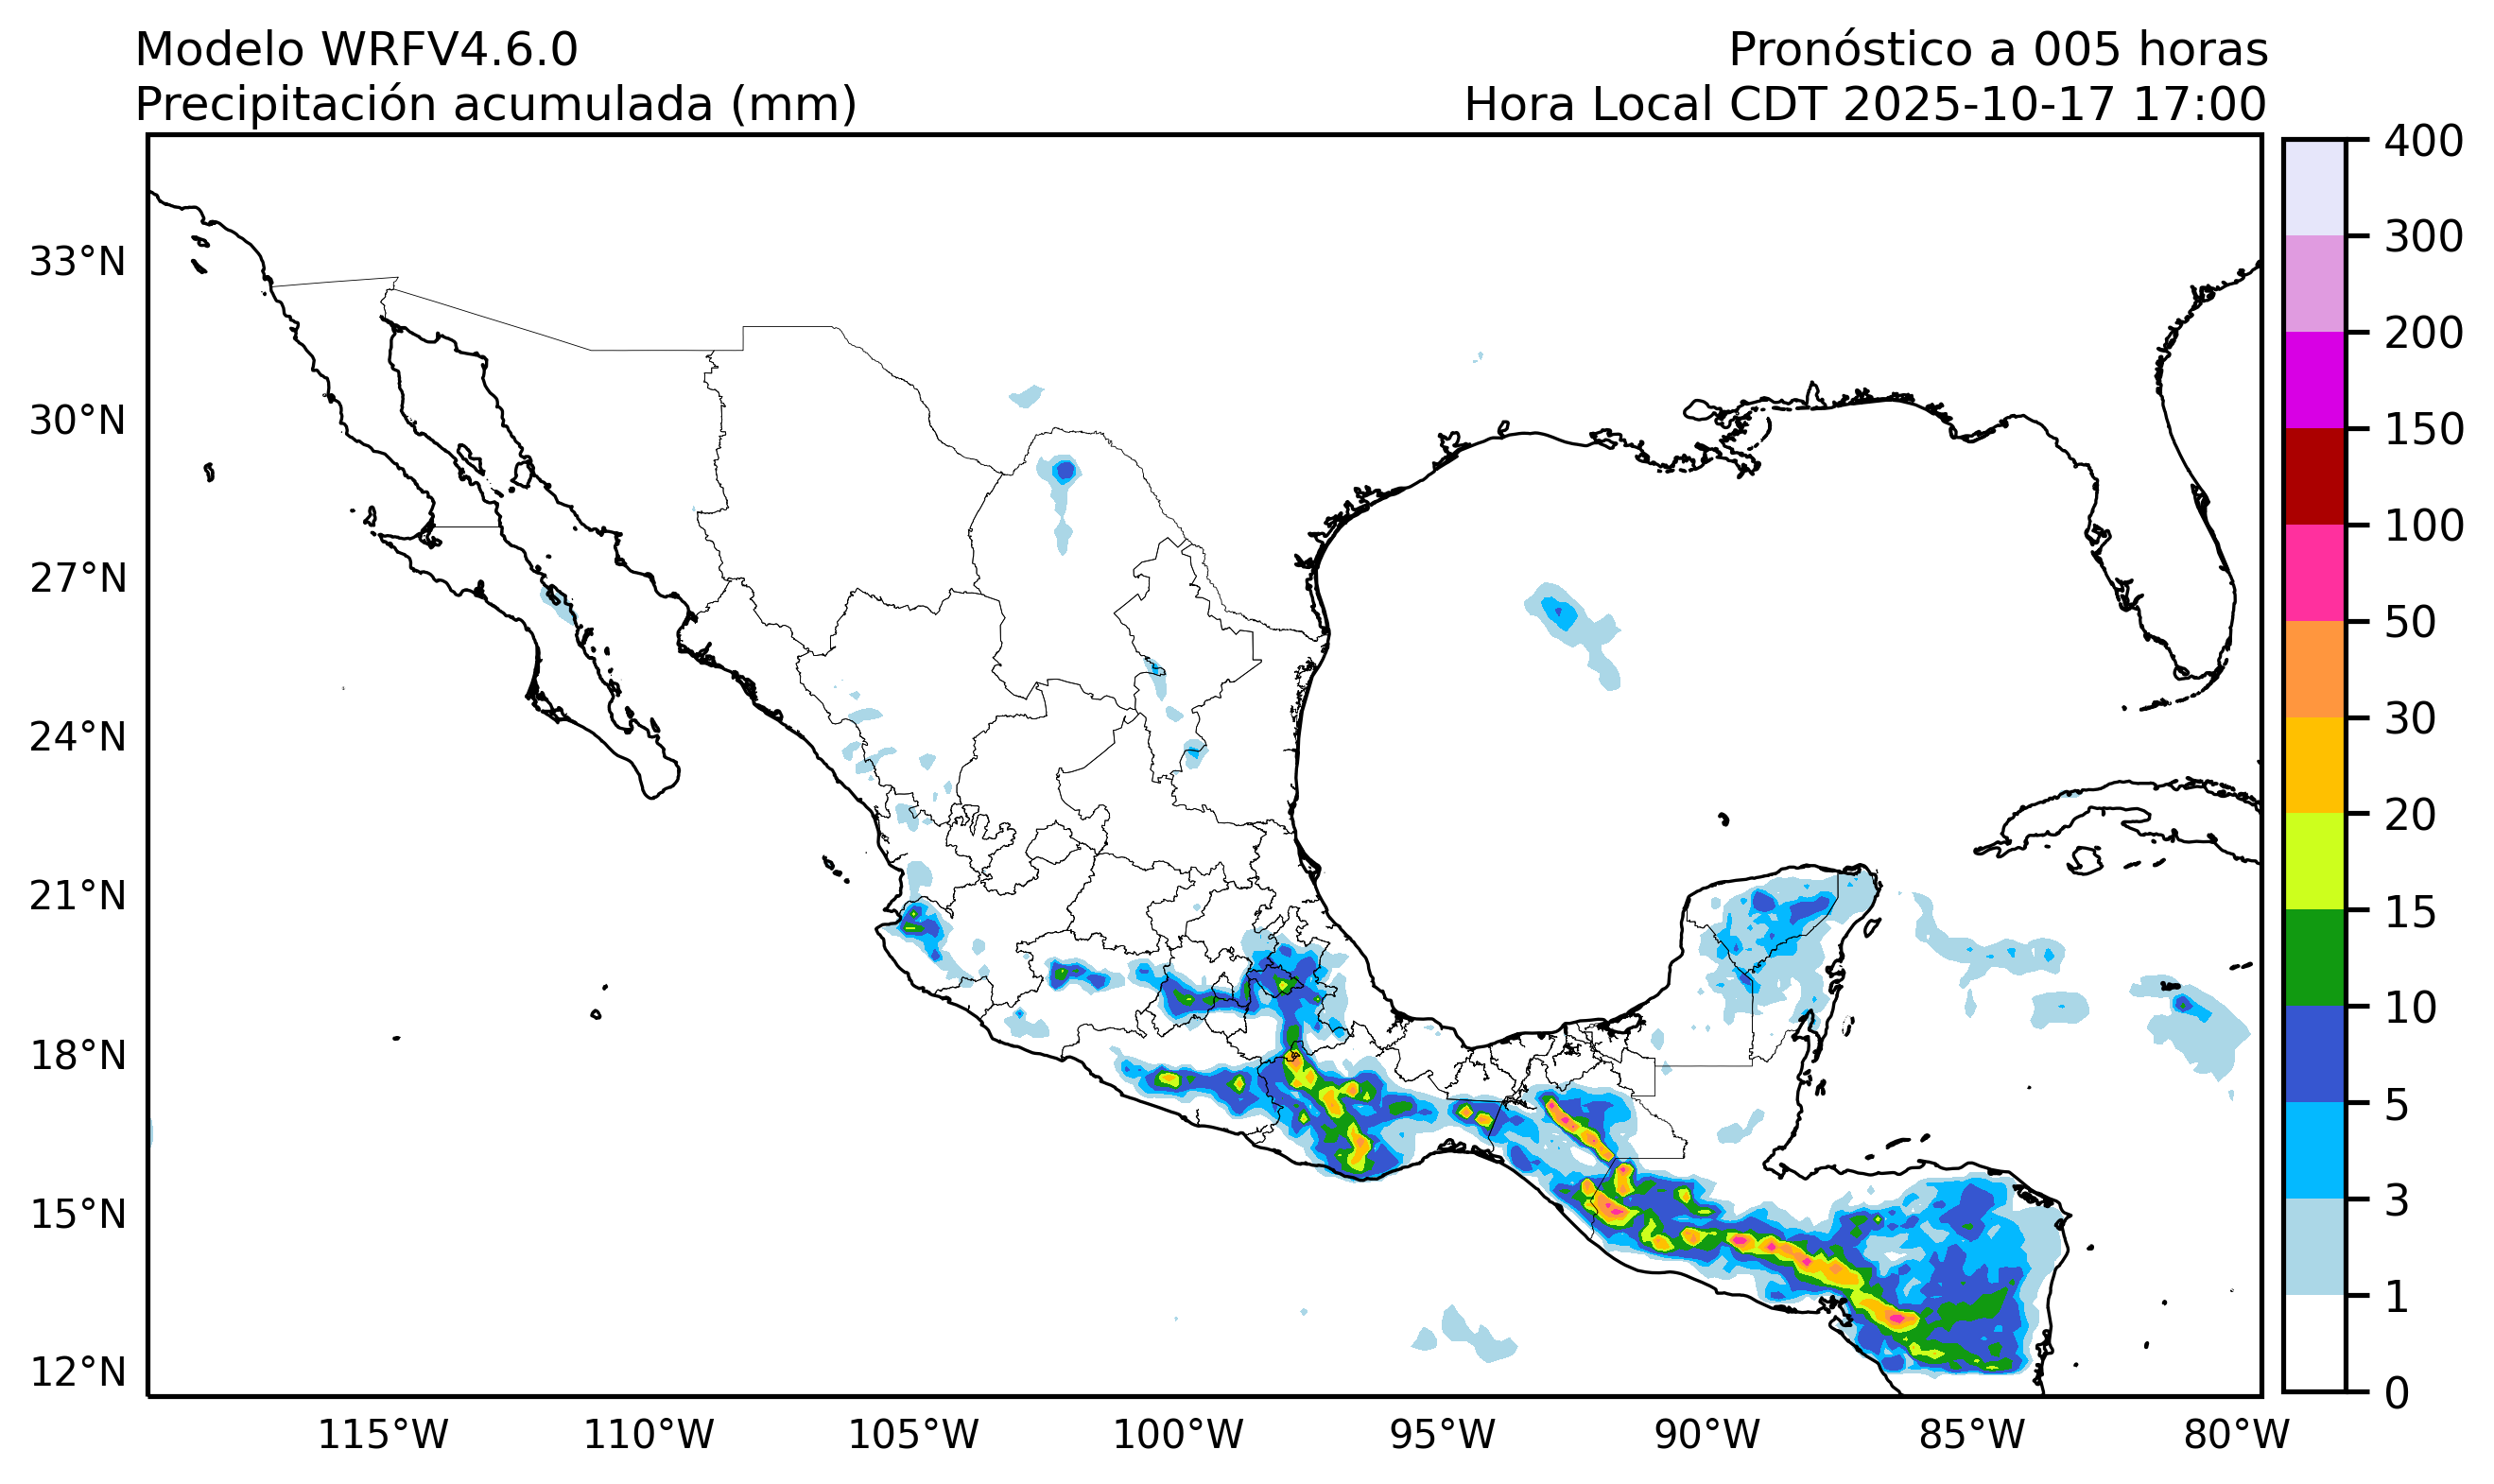 Modelo WRFV4.6.0
Pronóstico a 005 horas
Precipitación acumulada (mm)
Hora Local CDT 2025-10-17 17:00
33°N
30°N
27°N
24°N
21°N
18°N
15°N
12°N
115°W
110°W
105°W
100°W
95°W
90°W
85°W
80°W
400
300
200
150
100
50
30
20
15
10
5
3
1
0